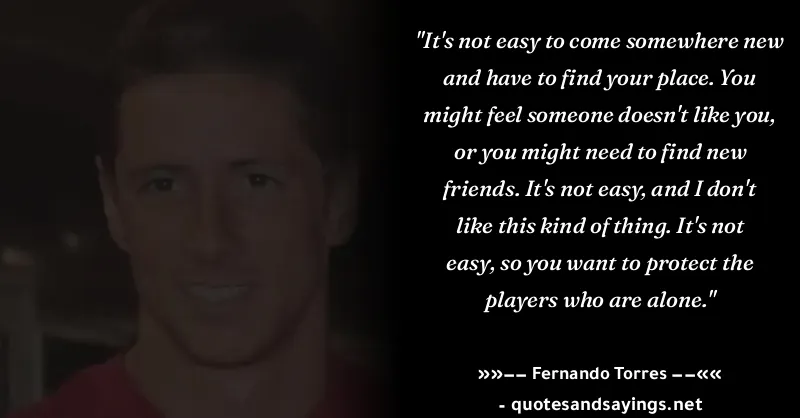 "It's not easy to come somewhere new
and have to find your place. You
might feel someone doesn't like you,
or you might need to find new
friends. It's not easy, and I don't
like this kind of thing. It's not
easy, so you want to protect the
players who are alone."
»»−− Fernando Torres −−««
- quotesandsayings.net